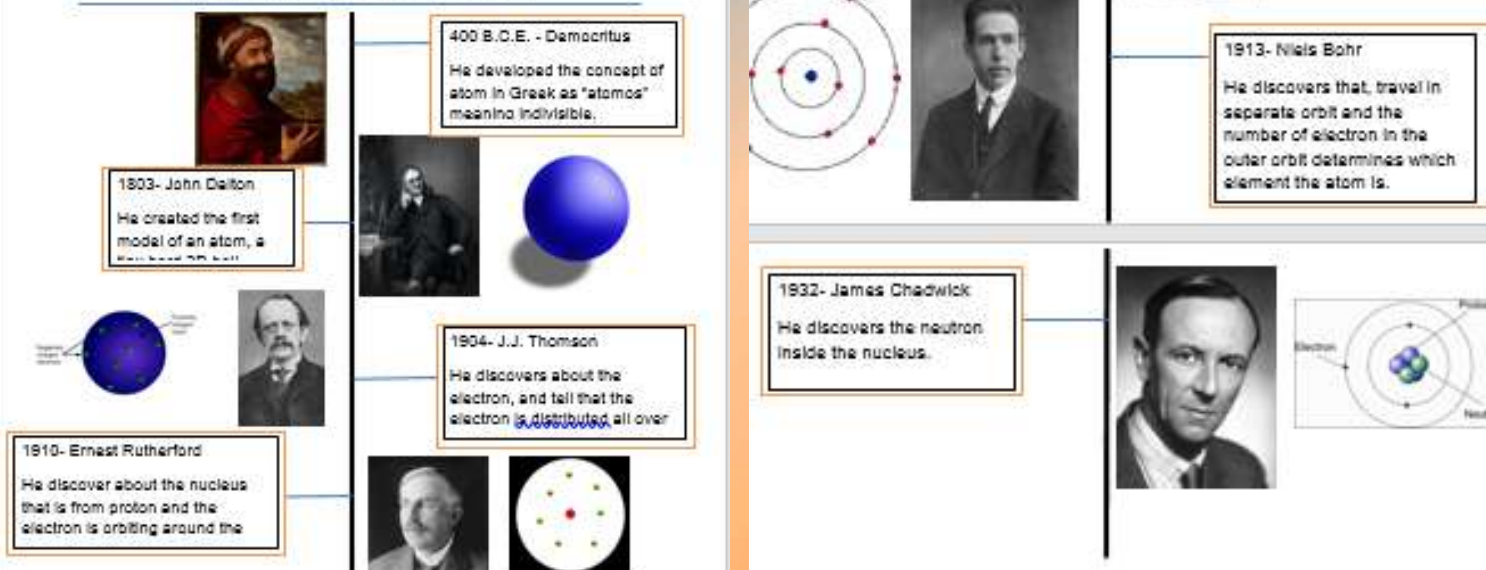 400 B.C.E. - Democritus
He developed the concept of
atom in Greek as "atomos"
meaning indivisible.
1803- John Dalton
He created the first
model of an atom, a
1904- J.J. Thomson
He discovers about the
electron, and tell that the
electron is distributed all over
1910- Ernest Rutherford
He discover about the nucleus
that is from proton and the
electron is orbiting around the
1913- Niels Bohr
He discovers that, travel in
separate orbit and the
number of electron in the
outer orbit determines which
element the atom is.
1932- James Chadwick
He discovers the neutron
inside the nucleus.
Electron